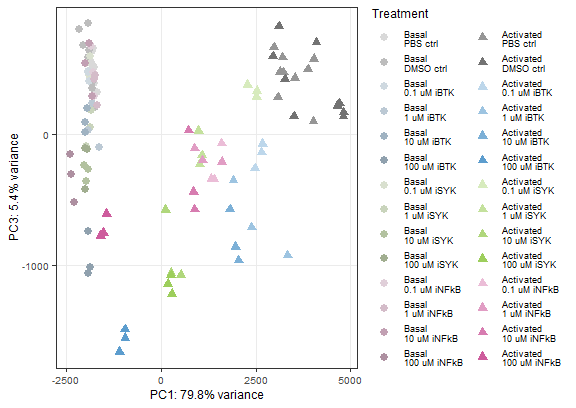 Treatment
Basal
PBS ctrl
Activated
PBS ctrl
Basal
DMSO ctrl
Activated
DMSO ctrl
Basal
0.1 uM iBTK
Activated
0.1 uM iBTK
Basal
1 uM iBTK
Activated
1 uM iBTK
Basal
10 uM iBTK
Activated
10 uM iBTK
Basal
100 uM iBTK
Activated
100 uM iBTK
Basal
0.1 uM iSYK
Activated
0.1 uM iSYK
Basal
1 uM iSYK
Activated
1 uM iSYK
Basal
10 uM iSYK
Activated
10 uM iSYK
Basal
100 uM iSYK
Activated
100 uM iSYK
Basal
0.1 uM iNFkB
Activated
0.1 uM iNFkB
Basal
1 uM iNFkB
Activated
1 uM iNFkB
Basal
10 uM iNFkB
Activated
10 uM iNFkB
Basal
100 uM iNFkB
Activated
100 uM iNFkB
PC3: 5.4% variance
0
-1000
-2500
0
2500
5000
PC1: 79.8% variance